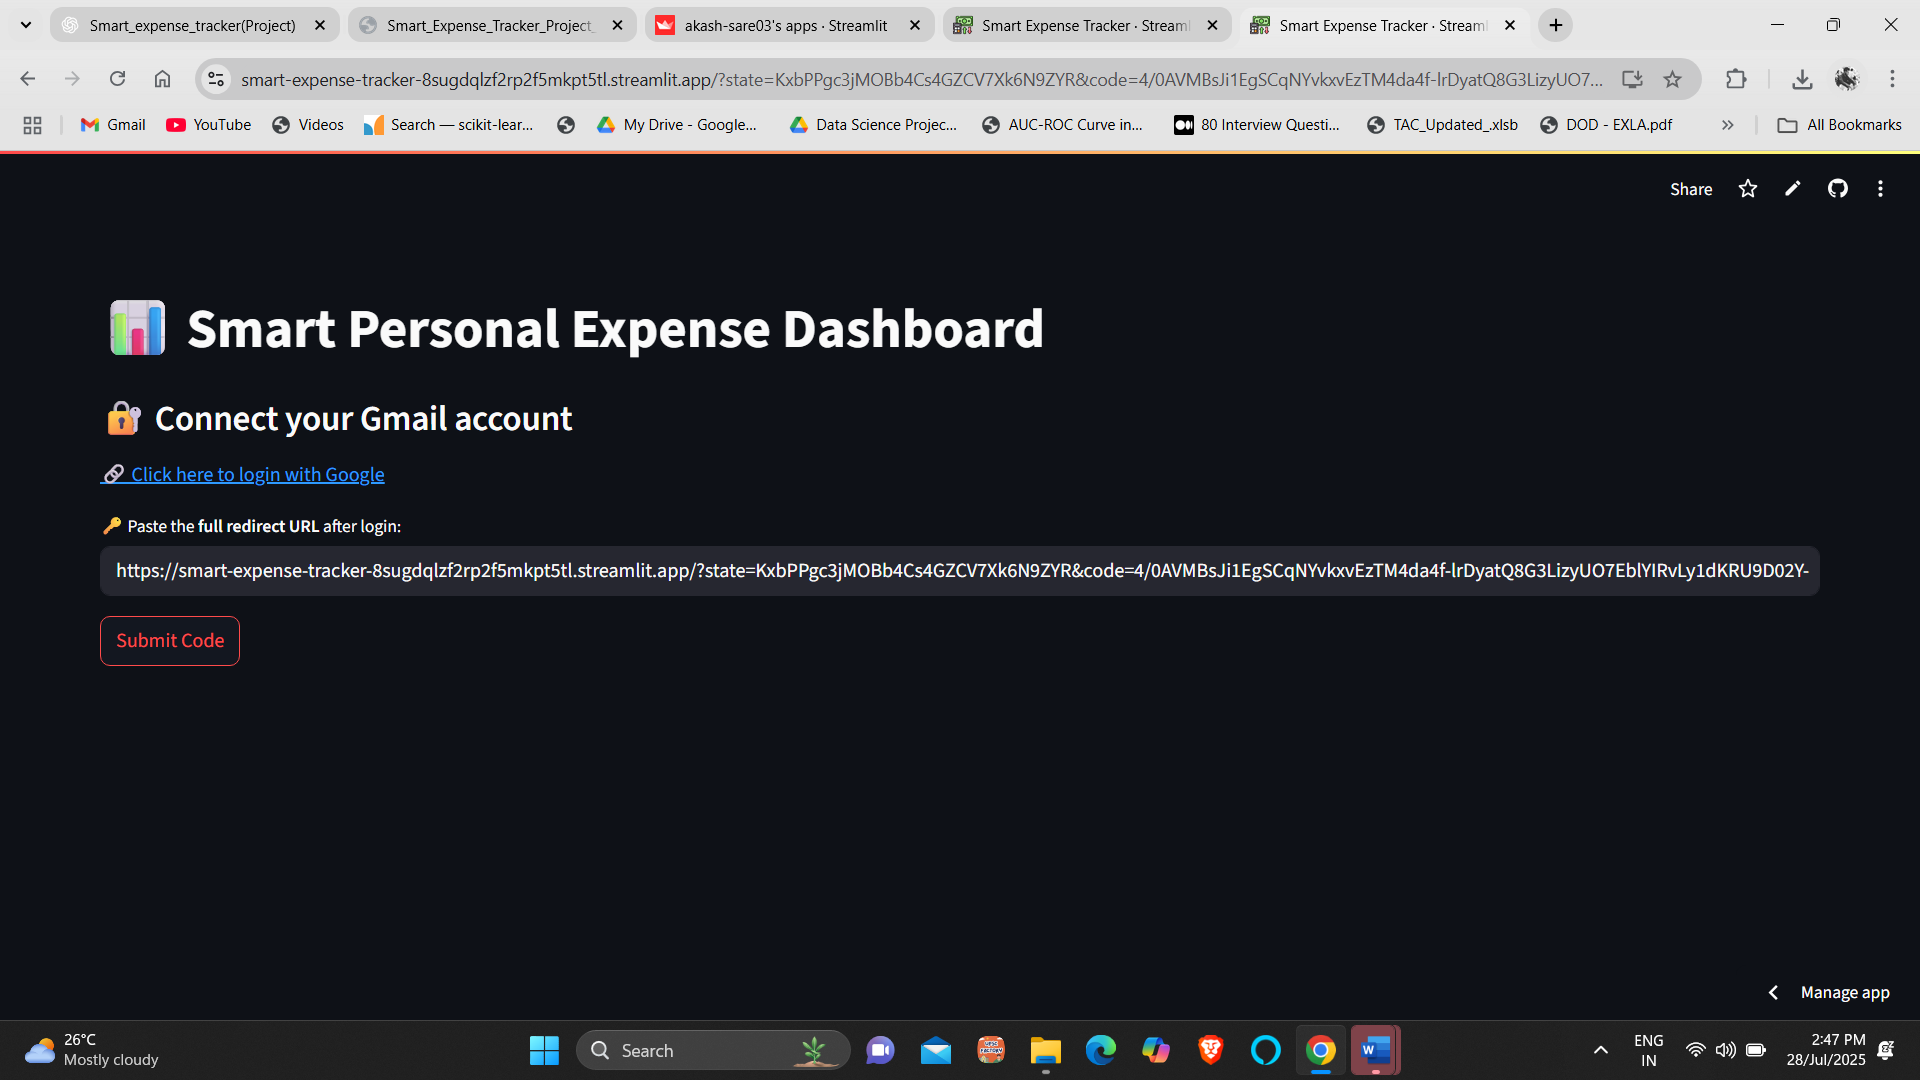 Smart_expense_tracker(Project)
Smart_Expense_Tracker_Project_
akash-sare03's apps · Streamlit
Smart Expense Tracker · Streaml
Smart Expense Tracker · Streaml
smart-expense-tracker-8sugdqlzf2rp2f5mkpt5tl.streamlit.app/?state=KxbPPgc3jMOBb4Cs4GZCV7Xk6N9ZYR&code=4/0AVMBsJi1EgSCqNYvkxvEzTM4da4f-lrDyatQ8G3LizyUO7...
Gmail
YouTube
Videos
Search — scikit-lear...
My Drive - Google...
Data Science Projec...
AUC-ROC Curve in...
80 Interview Questi...
TAC_Updated_.xlsb
DOD - EXLA.pdf
»
All Bookmarks
Share
Smart Personal Expense Dashboard
Connect your Gmail account
Click here to login with Google
Paste the full redirect URL after login:
https://smart-expense-tracker-8sugdqlzf2rp2f5mkpt5tl.streamlit.app/?state=KxbPPgc3jMOBb4Cs4GZCV7Xk6N9ZYR&code=4/0AVMBsJi1EgSCqNYvkxvEzTM4da4f-lrDyatQ8G3LizyUO7EblYIRvLy1dKRU9D02Y-
Submit Code
Manage app
26°C
Mostly cloudy
Search
ENG
IN
2:47 PM
28/Jul/2025